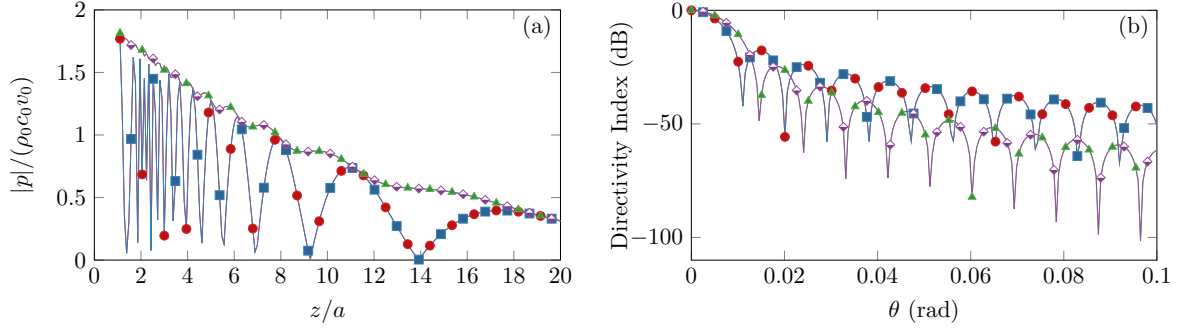 2
1.5
1
0.5
0
|p|/(ρ₀c₀v₀)
(a)
0 2 4 6 8 10 12 14 16 18 20
z/a
0
−50
−100
Directivity Index (dB)
(b)
0 0.02 0.04 0.06 0.08 0.1
θ (rad)